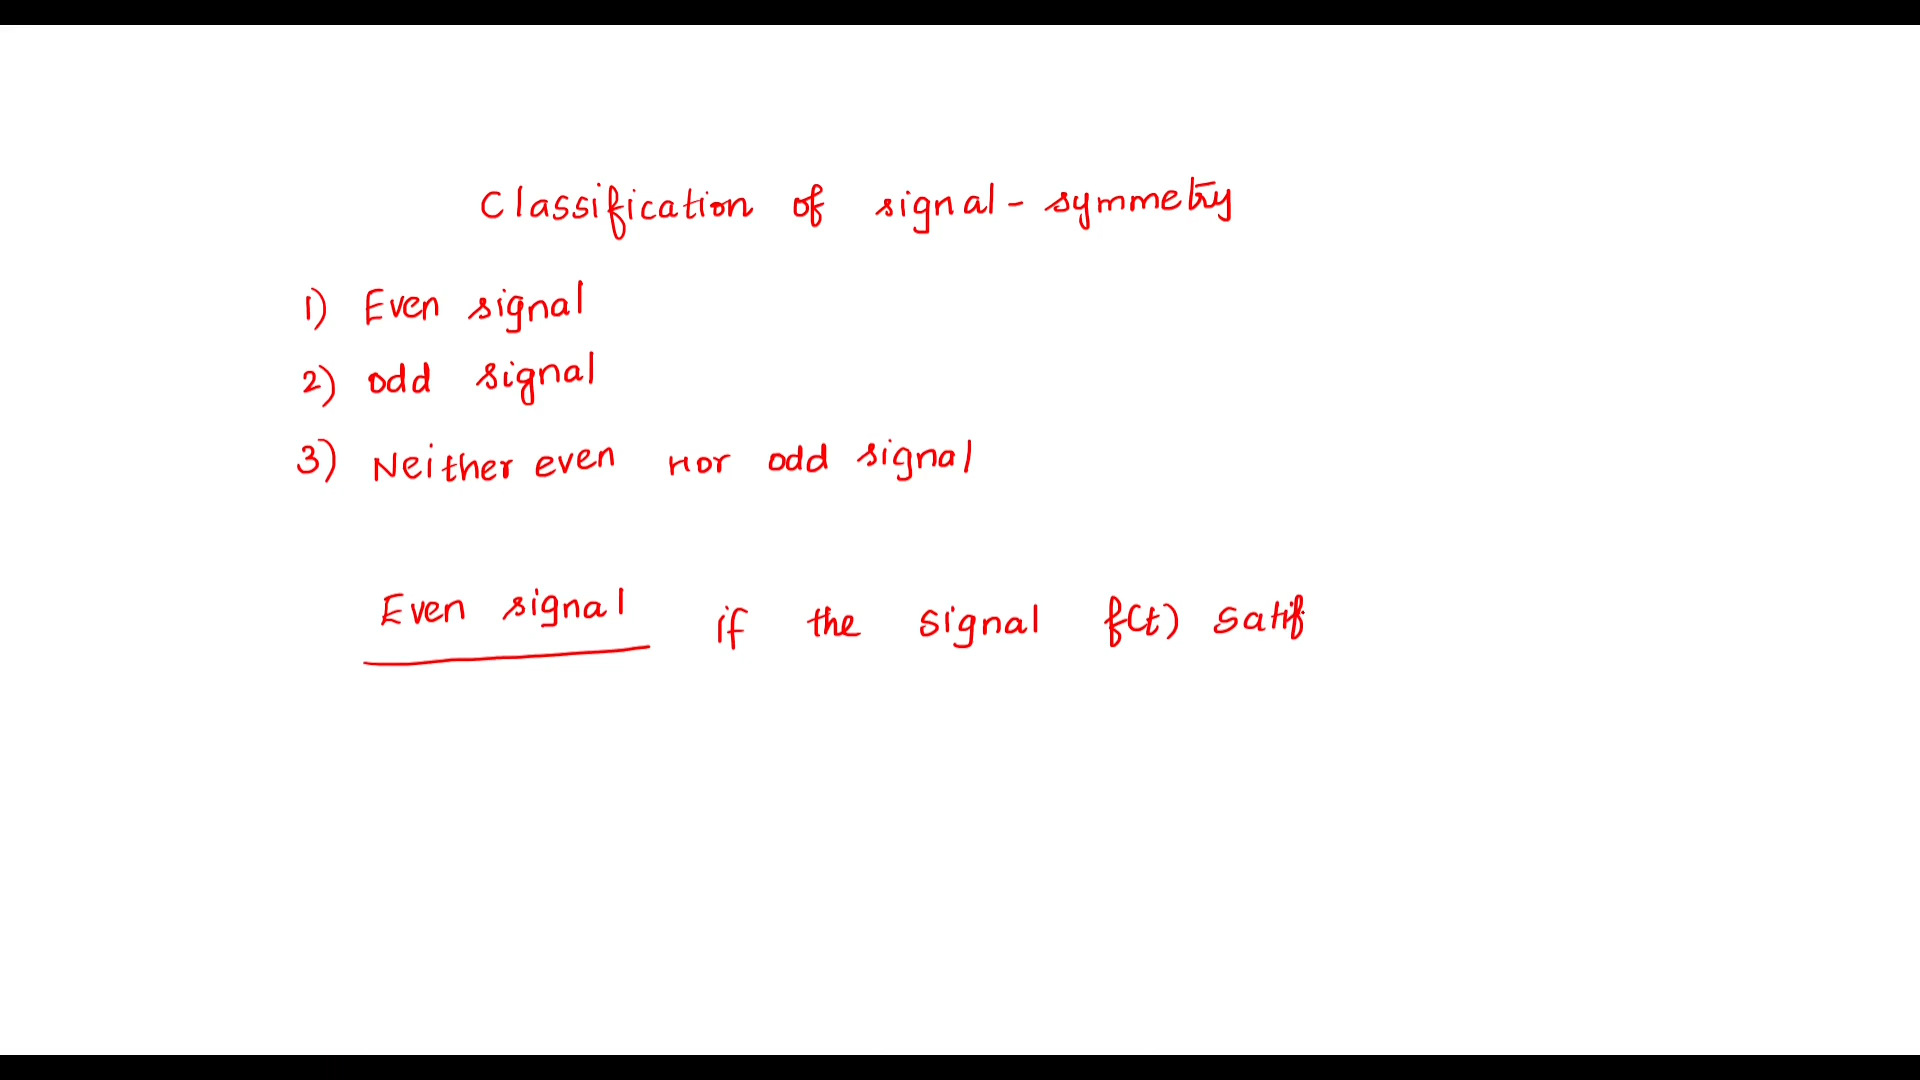 Classification of signal - symmetry
1) Even signal
2) odd signal
3) Neither even nor odd signal
Even signal if the signal f(t) satif